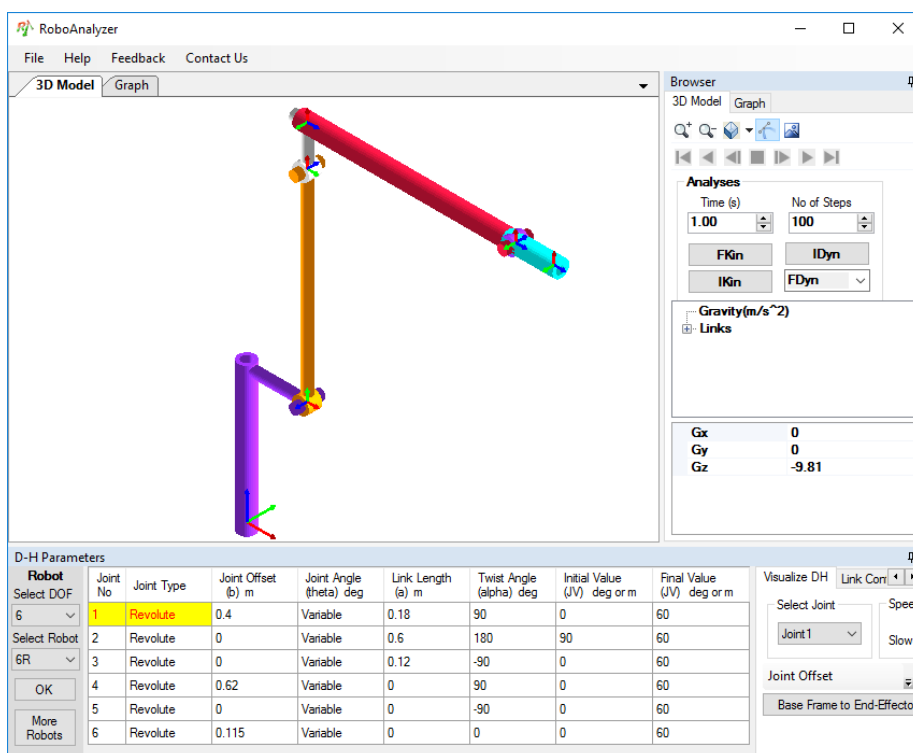 RoboAnalyzer
File Help Feedback Contact Us
3D Model Graph
Browser
3D Model Graph
Analyses
Time (s) No of Steps
1.00 100
FKin IDyn
IKin FDyn
Gravity(m/s^2)
Links
Gx 0
Gy 0
Gz -9.81
D-H Parameters
Robot
Select DOF
6
Select Robot
6R
OK
More
Robots
Joint No Joint Type Joint Offset (b) m Joint Angle (theta) deg Link Length (a) m Twist Angle (alpha) deg Initial Value (JV) deg or m Final Value (JV) deg or m
1 Revolute 0.4 Variable 0.18 90 0 60
2 Revolute 0 Variable 0.6 180 90 60
3 Revolute 0 Variable 0.12 -90 0 60
4 Revolute 0.62 Variable 0 90 0 60
5 Revolute 0 Variable 0 -90 0 60
6 Revolute 0.115 Variable 0 0 0 60
Visualize DH Link Con
Select Joint Spee
Joint1 Slow
Joint Offset
Base Frame to End-Effecto